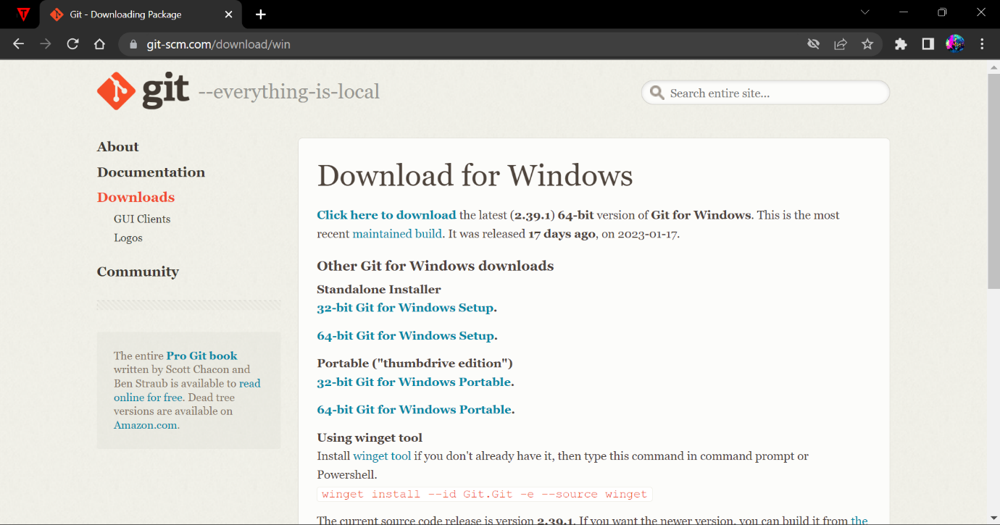 Git - Downloading Package
git-scm.com/download/win
git --everything-is-local
Search entire site...
About
Documentation
Downloads
GUI Clients
Logos
Community
The entire Pro Git book
written by Scott Chacon and
Ben Straub is available to read
online for free. Dead tree
versions are available on
Amazon.com.
Download for Windows
Click here to download the latest (2.39.1) 64-bit version of Git for Windows. This is the most
recent maintained build. It was released 17 days ago, on 2023-01-17.
Other Git for Windows downloads
Standalone Installer
32-bit Git for Windows Setup.
64-bit Git for Windows Setup.
Portable ("thumbdrive edition")
32-bit Git for Windows Portable.
64-bit Git for Windows Portable.
Using winget tool
Install winget tool if you don't already have it, then type this command in command prompt or
Powershell.
winget install --id Git.Git -e --source winget
The current source code release is version 2.39.1. If you want the newer version, you can build it from the